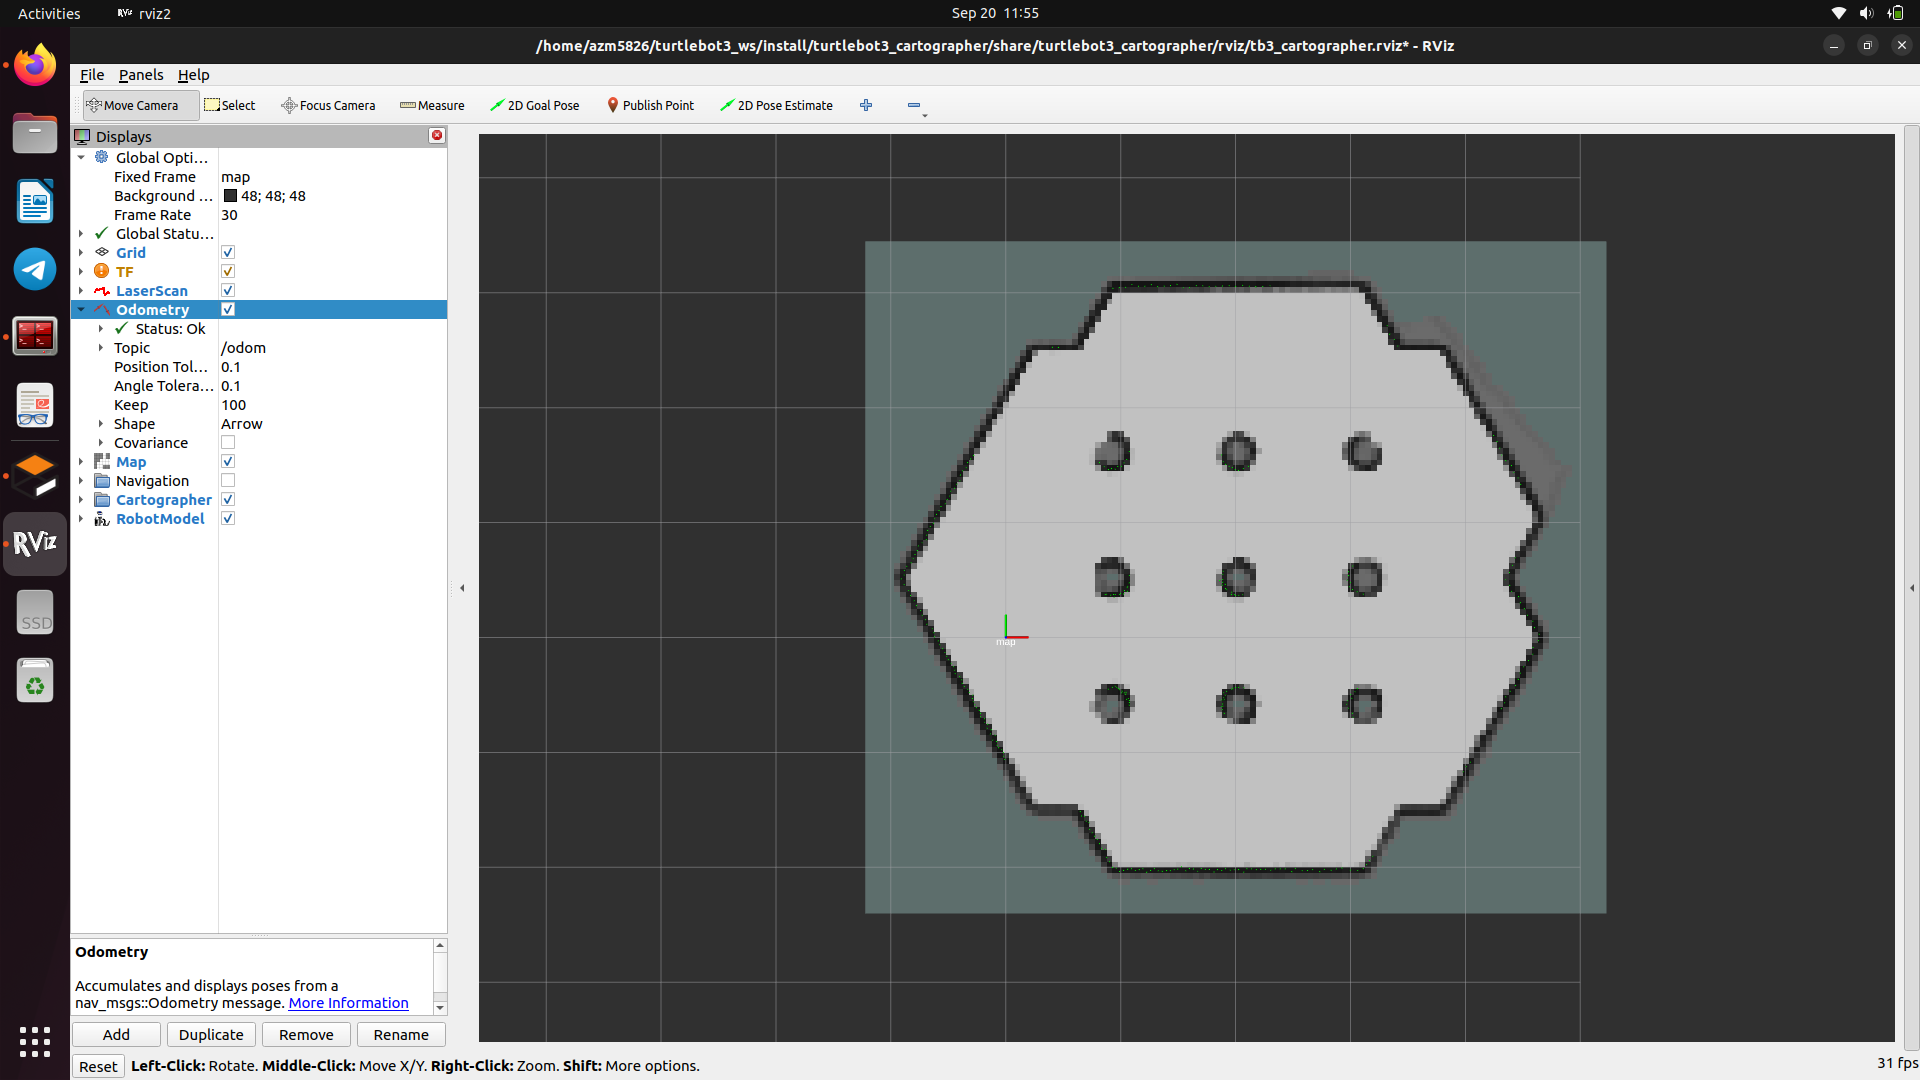 Activities
rviz2
Sep 20 11:55
/home/azm5826/turtlebot3_ws/install/turtlebot3_cartographer/share/turtlebot3_cartographer/rviz/tb3_cartographer.rviz* - RViz
File Panels Help
Move Camera Select Focus Camera Measure 2D Goal Pose Publish Point 2D Pose Estimate
Displays
Global Opti...
Fixed Frame map
Background ... 48; 48; 48
Frame Rate 30
Global Statu...
Grid
TF
LaserScan
Odometry
Status: Ok
Topic /odom
Position Tol... 0.1
Angle Tolera... 0.1
Keep 100
Shape Arrow
Covariance
Map
Navigation
Cartographer
RobotModel
RViz
SSD
map
Odometry
Accumulates and displays poses from a
nav_msgs::Odometry message. More Information
Add Duplicate Remove Rename
Reset Left-Click: Rotate. Middle-Click: Move X/Y. Right-Click: Zoom. Shift: More options.
31 fps